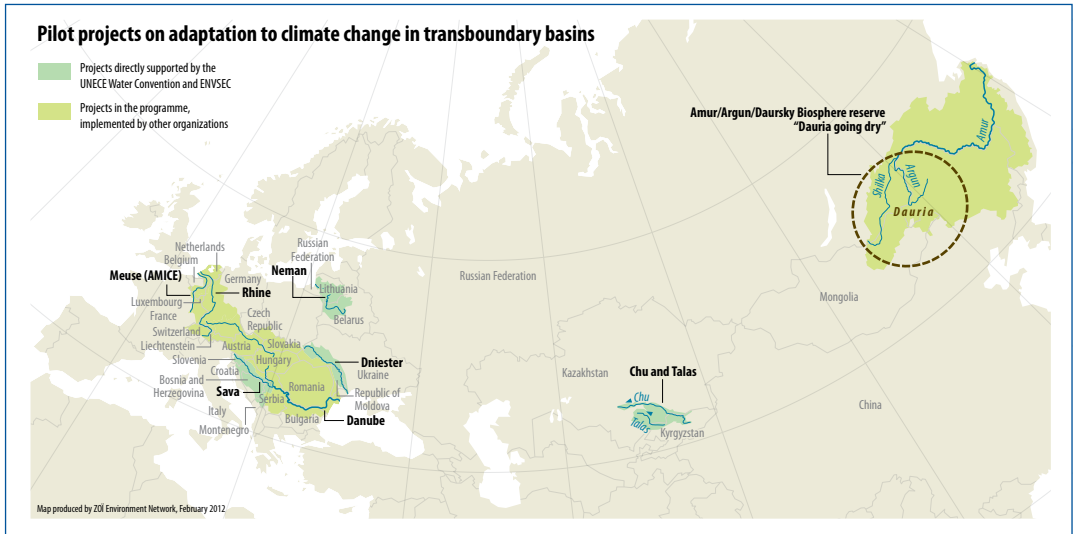 Pilot projects on adaptation to climate change in transboundary basins
Projects directly supported by the
UNECE Water Convention and ENVSEC
Projects in the programme,
implemented by other organizations
Amur/Argun/Daursky Biosphere reserve
"Dauria going dry"
Amur
Shilka
Argun
Dauria
Netherlands
Belgium
Meuse (AMICE)
Germany
Rhine
Luxembourg
France
Switzerland
Liechtenstein
Slovenia
Croatia
Bosnia and
Herzegovina
Sava
Italy
Montenegro
Czech
Republic
Austria
Slovakia
Hungary
Romania
Serbia
Bulgaria
Danube
Russian
Federation
Neman
Lithuania
Belarus
Dniester
Ukraine
Republic of
Moldova
Russian Federation
Kazakhstan
Chu and Talas
Chu
Talas
Kyrgyzstan
Mongolia
China
Map produced by ZOÏ Environment Network, February 2012